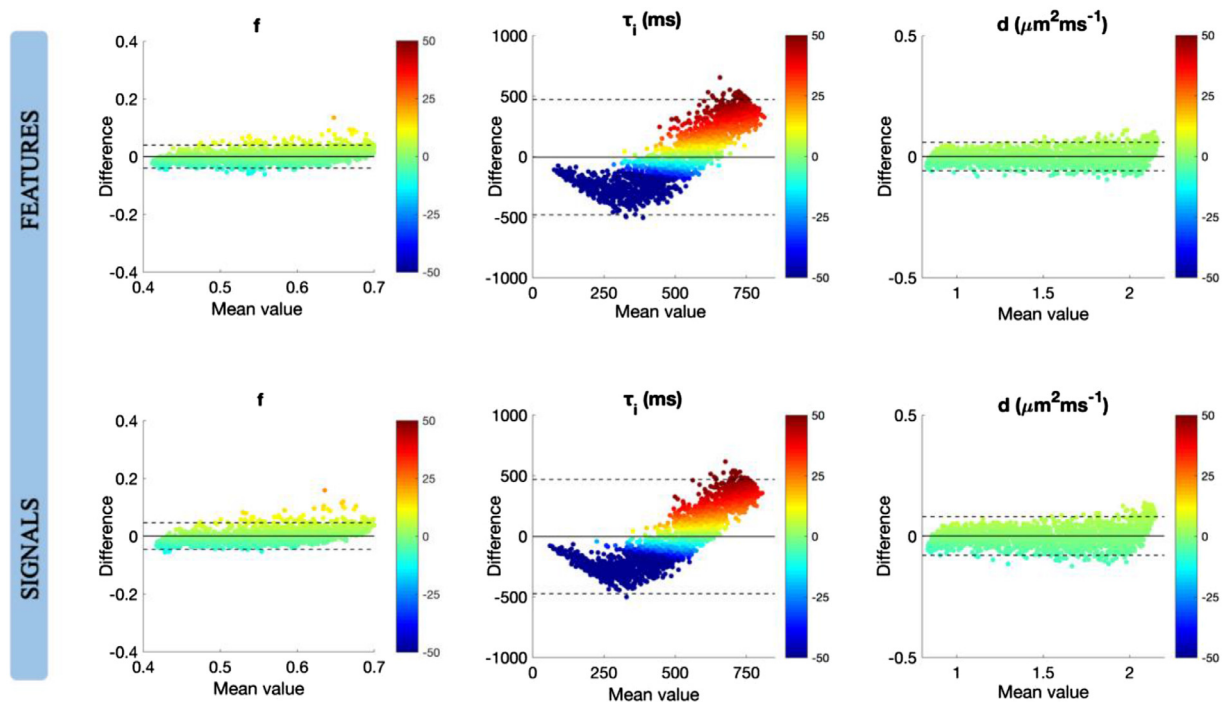 FEATURES
f
Difference
0.4
0.2
0
-0.2
-0.4
0.4 0.5 0.6 0.7
Mean value
50
25
0
-25
-50
τi (ms)
Difference
1000
500
0
-500
-1000
0 250 500 750
Mean value
50
25
0
-25
-50
d (μm²ms⁻¹)
Difference
0.5
0
-0.5
1 1.5 2
Mean value
50
25
0
-25
-50
SIGNALS
f
Difference
0.4
0.2
0
-0.2
-0.4
0.4 0.5 0.6 0.7
Mean value
50
25
0
-25
-50
τi (ms)
Difference
1000
500
0
-500
-1000
0 250 500 750
Mean value
50
25
0
-25
-50
d (μm²ms⁻¹)
Difference
0.5
0
-0.5
1 1.5 2
Mean value
50
25
0
-25
-50